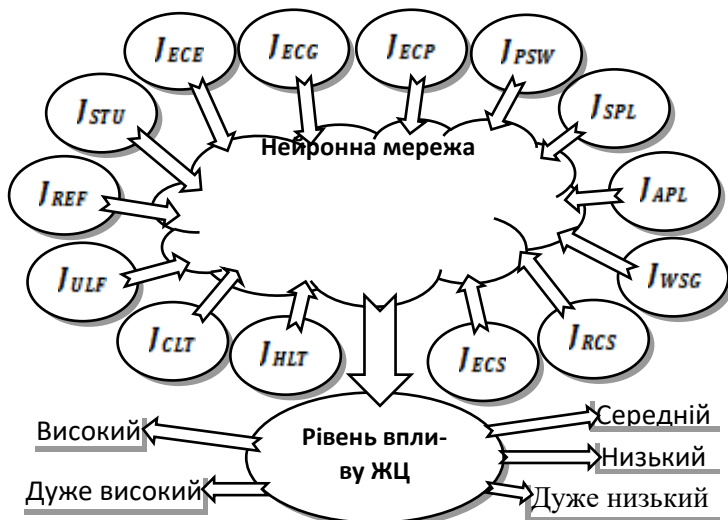 J_ECE
J_ECG
J_ECP
J_PSW
J_STU
J_SPL
Нейронна мережа
J_REF
J_APL
J_ULF
J_WSG
J_CLT
J_HLT
J_ECS
J_RCS
Високий
Рівень впли-
ву ЖЦ
Середній
Низький
Дуже високий
Дуже низький